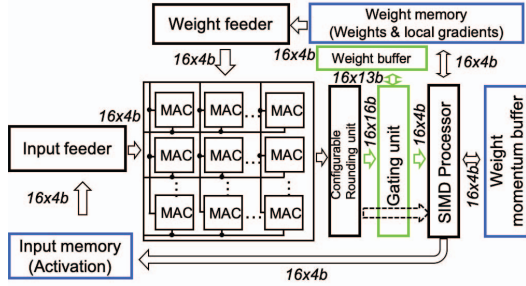 Weight feeder
Weight memory
(Weights & local gradients)
16x4b
16x4b
Weight buffer
16x13b
16x4b
16x4b
Input feeder
MAC MAC ... MAC
MAC MAC ... MAC
MAC MAC ... MAC
Configurable
Rounding unit
16x16b
Gating unit
16x4b
SIMD Processor
16x4b
Weight
momentum buffer
16x4b
Input memory
(Activation)
16x4b